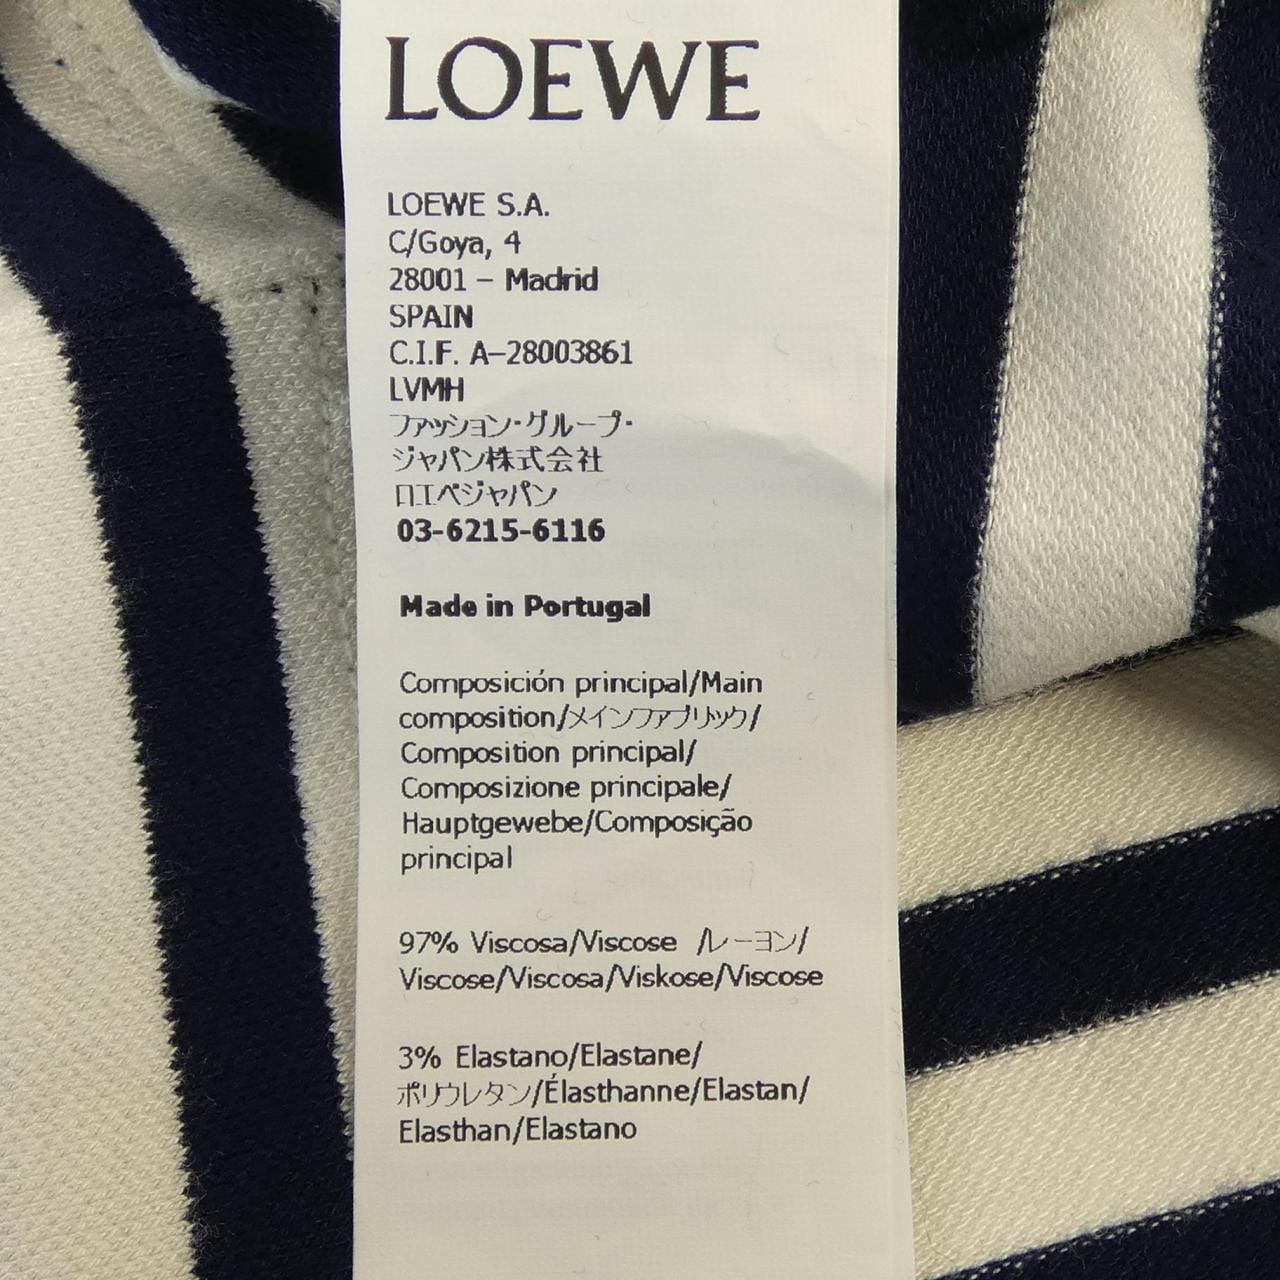 LOEWE
LOEWE S.A.
C/Goya, 4
28001 – Madrid
SPAIN
C.I.F. A–28003861
LVMH
ファッション・グループ・
ジャパン株式会社
ロエベジャパン
03-6215-6116
Made in Portugal
Composición principal/Main
composition/メインファブリック/
Composition principal/
Composizione principale/
Hauptgewebe/Composição
principal
97% Viscosa/Viscose /レーヨン/
Viscose/Viscosa/Viskose/Viscose
3% Elastano/Elastane/
ポリウレタン/Élasthanne/Elastan/
Elasthan/Elastano